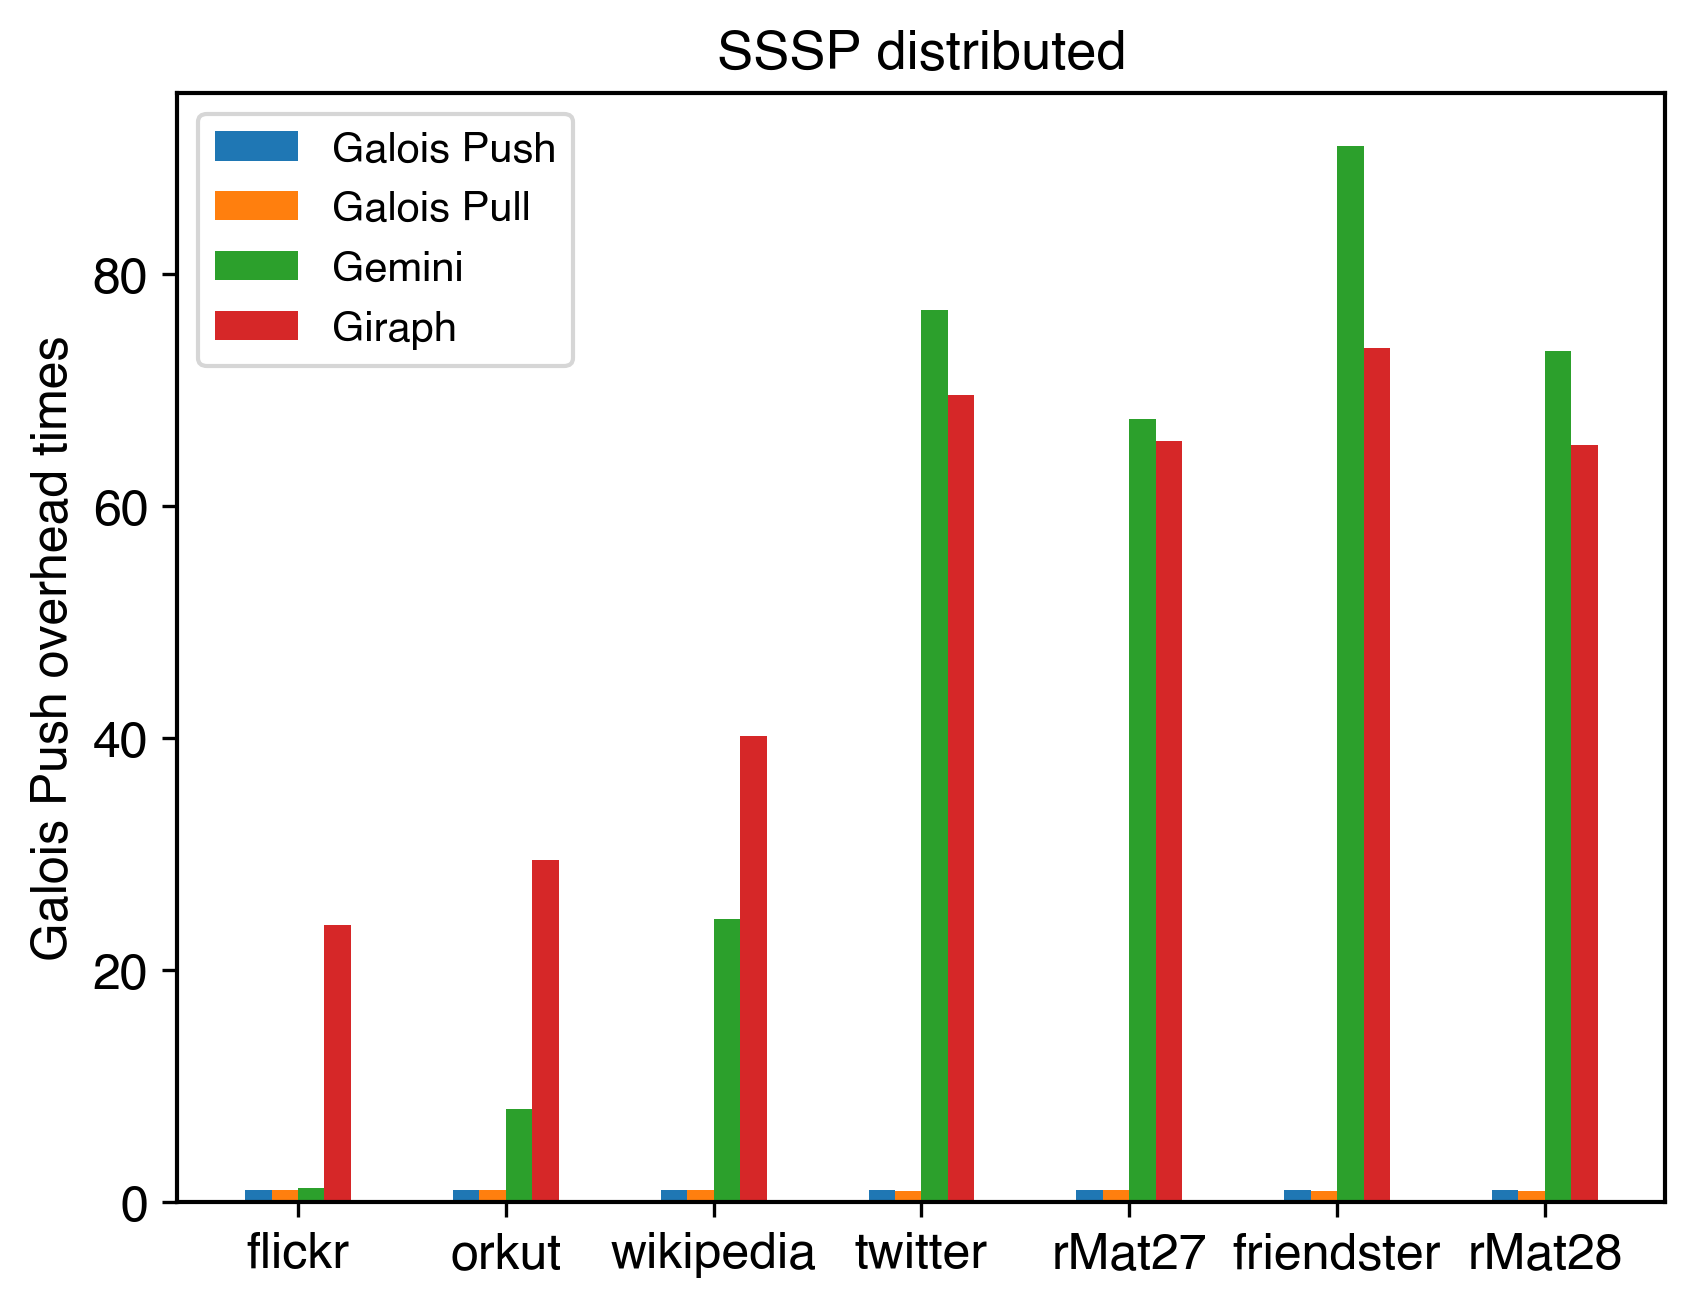 SSSP distributed
Galois Push
Galois Pull
Gemini
Giraph
Galois Push overhead times
80
60
40
20
0
flickr orkut wikipedia twitter rMat27 friendster rMat28